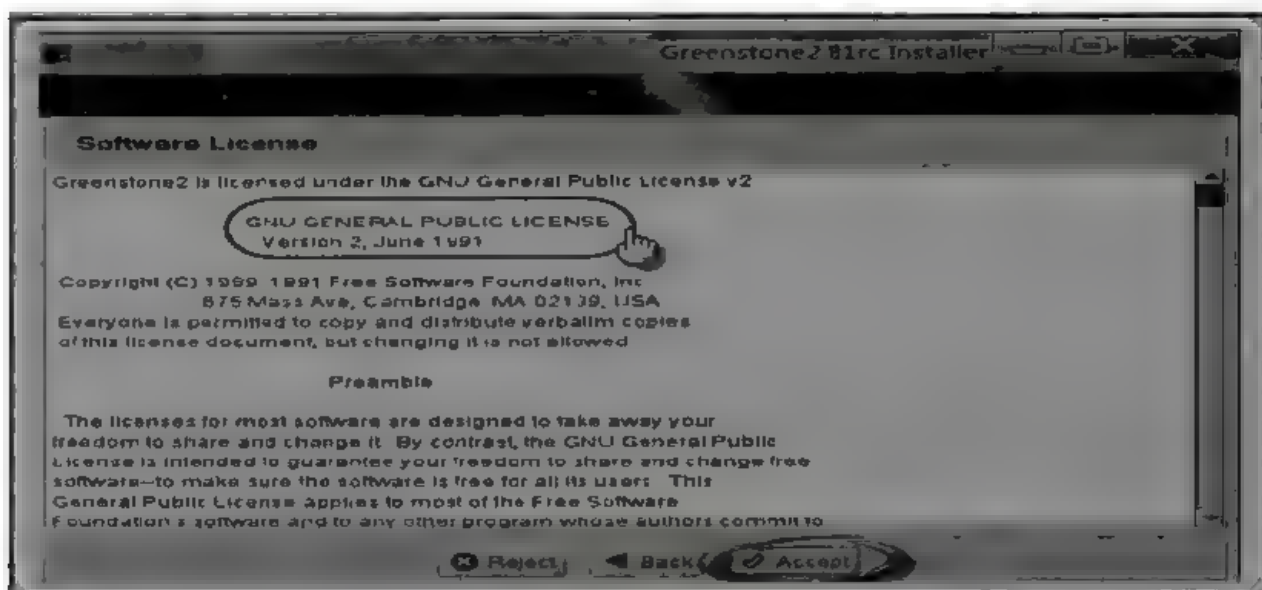 Greenstone2 81rc Installer
Software License
Greenstone2 is licensed under the GNU General Public License v2
GNU GENERAL PUBLIC LICENSE
Version 2, June 1991
Copyright (C) 1989 1991 Free Software Foundation, Inc
675 Mass Ave, Cambridge MA 02139, USA
Everyone is permitted to copy and distribute verbatim copies
of this license document, but changing it is not allowed
Preamble
The licenses for most software are designed to take away your
freedom to share and change it By contrast, the GNU General Public
License is intended to guarantee your freedom to share and change free
software--to make sure the software is free for all its users This
General Public License applies to most of the Free Software
Foundation s software and to any other program whose authors commit to
Reject Back Accept